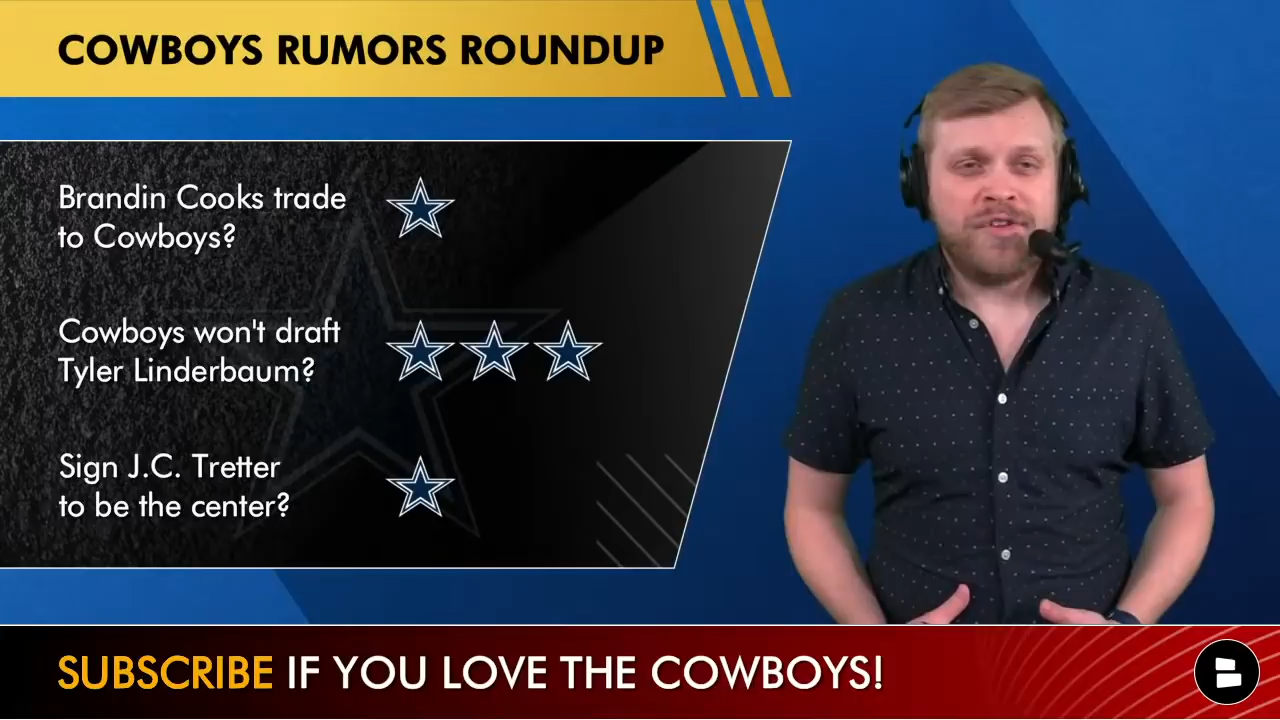 COWBOYS RUMORS ROUNDUP
Brandin Cooks trade
to Cowboys?
Cowboys won't draft
Tyler Linderbaum?
Sign J.C. Tretter
to be the center?
SUBSCRIBE IF YOU LOVE THE COWBOYS!